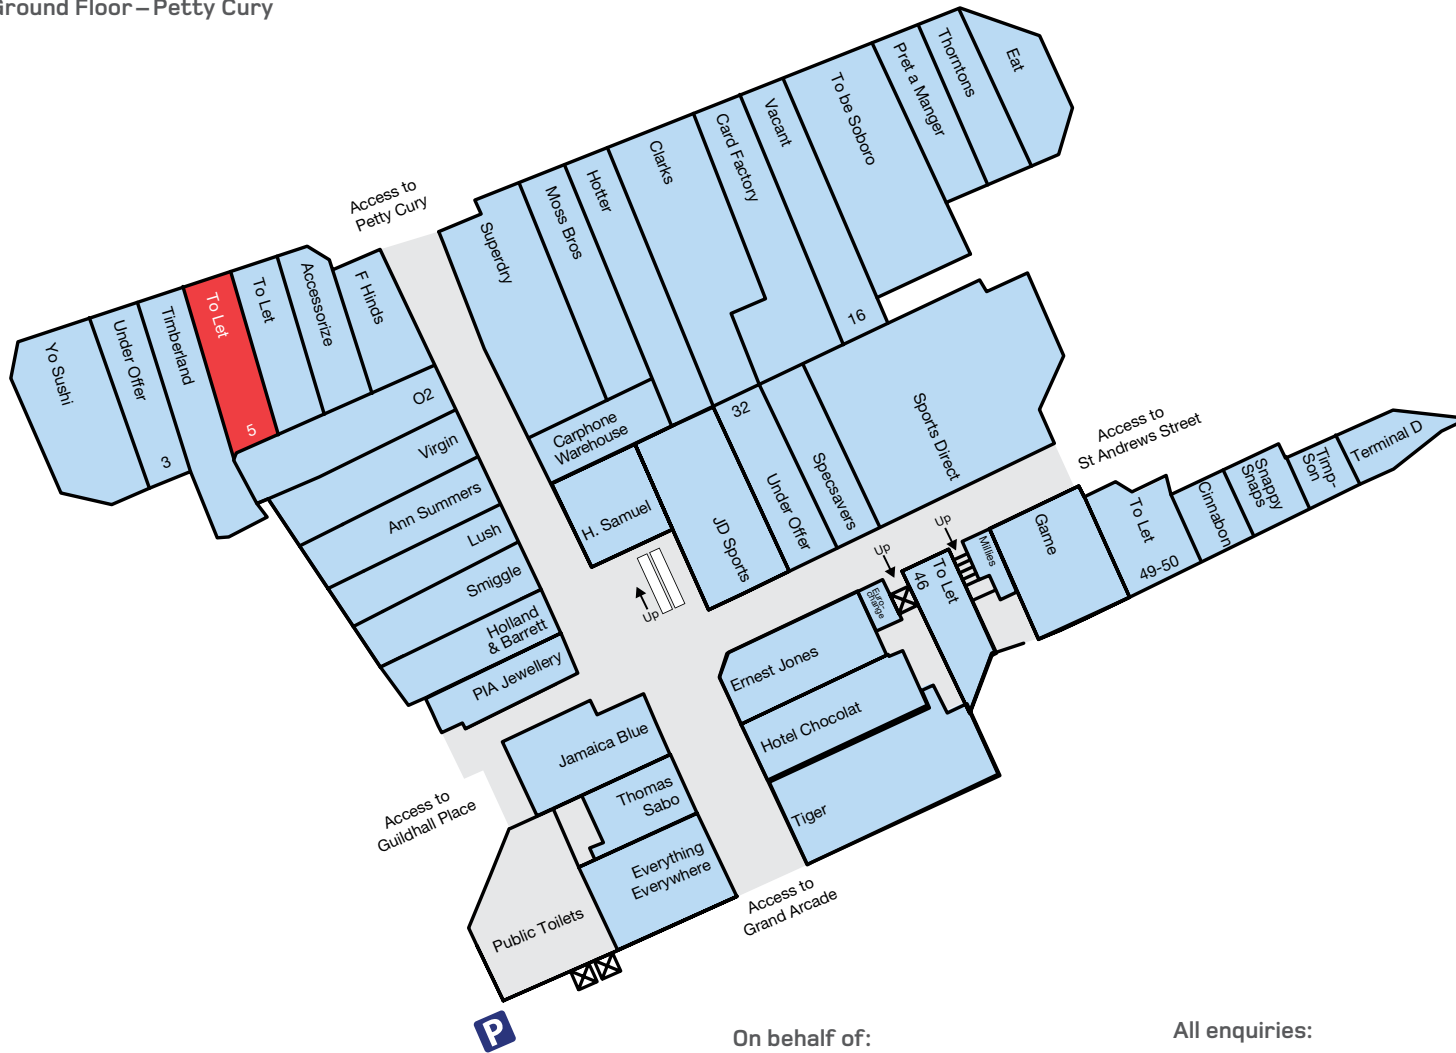 Ground Floor – Petty Cury
Eat
Thorntons
Pret a Manger
To be Soboro
Vacant
16
Card Factory
Clarks
Hotter
Moss Bros
Superdry
Access to
Petty Cury
F Hinds
Accessorize
To Let
To Let
5
Timberland
Under Offer
3
Yo Sushi
O2
Virgin
Ann Summers
Lush
Smiggle
Holland
& Barrett
PIA Jewellery
Carphone
Warehouse
H. Samuel
JD Sports
32
Under Offer
Specsavers
Sports Direct
Up
Access to
St Andrews Street
Terminal D
Timp-
Son
Snappy
Snaps
Cinnabon
To Let
49-50
Game
Millies
Up
Up
46
To Let
Euro-
change
Ernest Jones
Hotel Chocolat
Tiger
Jamaica Blue
Thomas
Sabo
Everything
Everywhere
Access to
Guildhall Place
Public Toilets
Access to
Grand Arcade
P
On behalf of:
All enquiries: